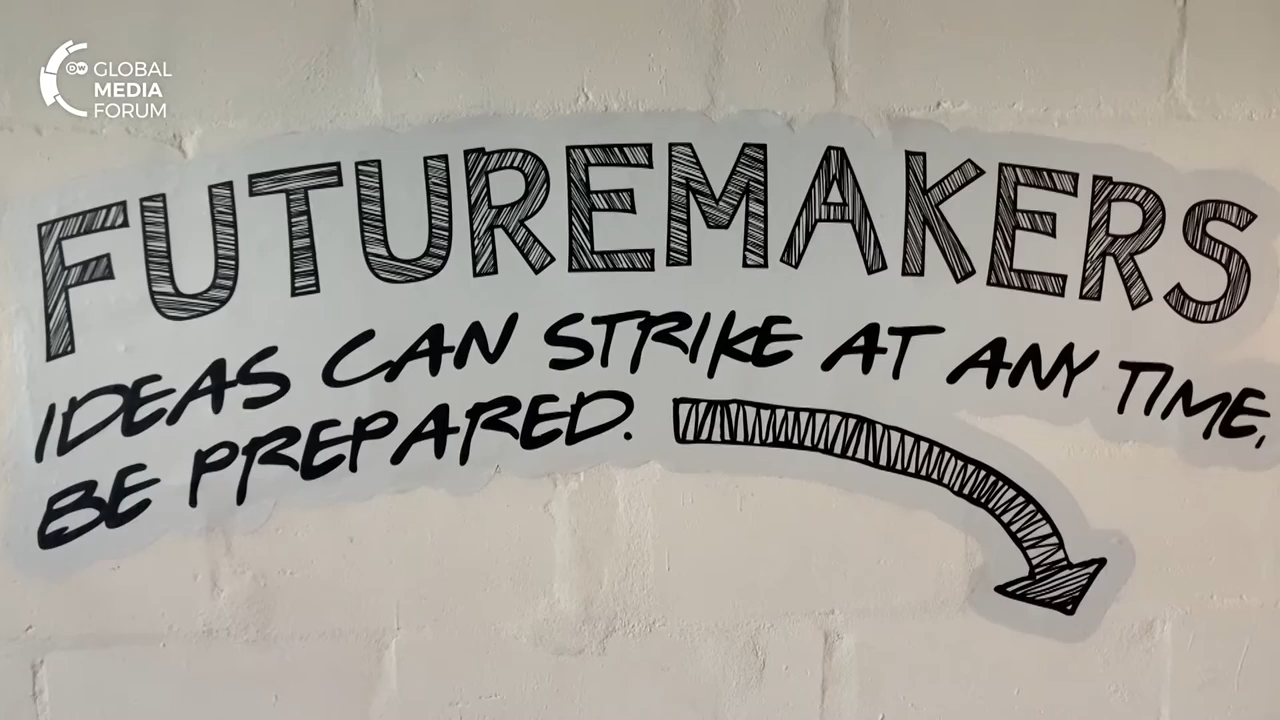 DW GLOBAL
MEDIA
FORUM
FUTUREMAKERS
IDEAS CAN STRIKE AT ANY TIME,
BE PREPARED.